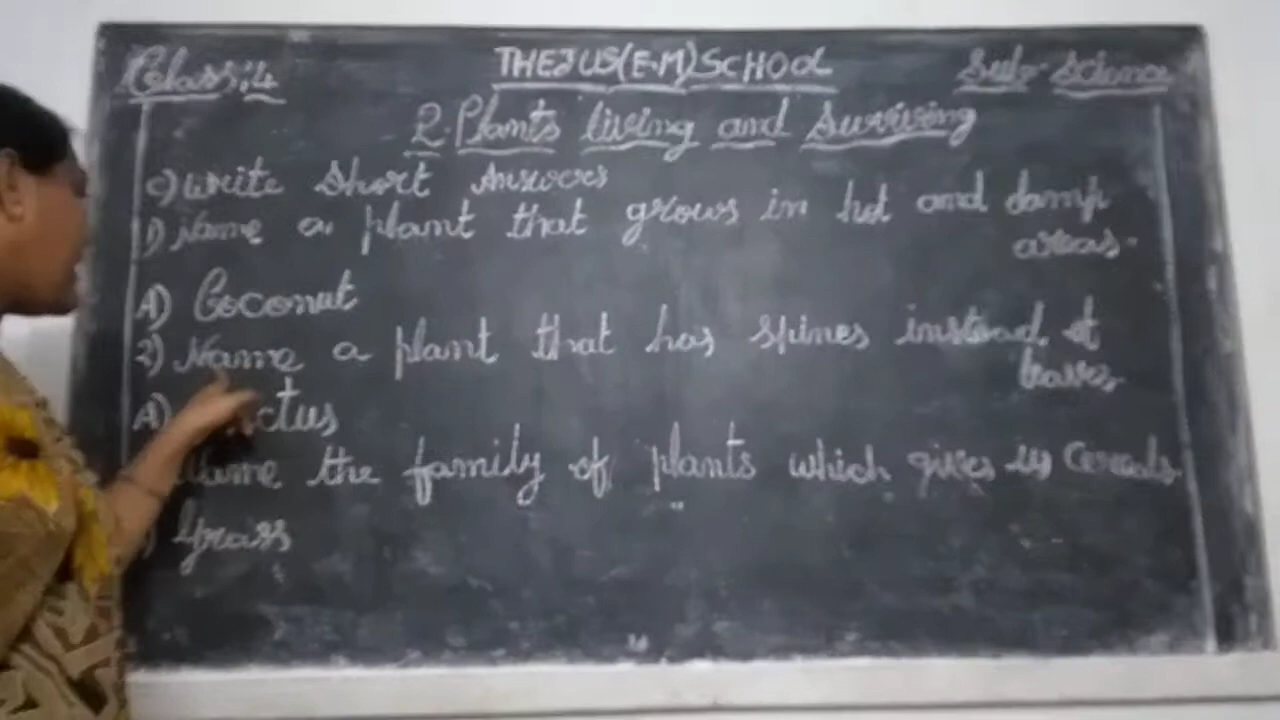 Class:4 THEJUS(E.M)SCHOOL Sub- Science
2. Plants living and Surviving
C) Write Short Answers
1) Name a plant that grows in hot and damp
areas.
A) Coconut
2) Name a plant that has spines instead of
leaves.
A) ctus
Name the family of plants which gives us Cereals.
) Grass